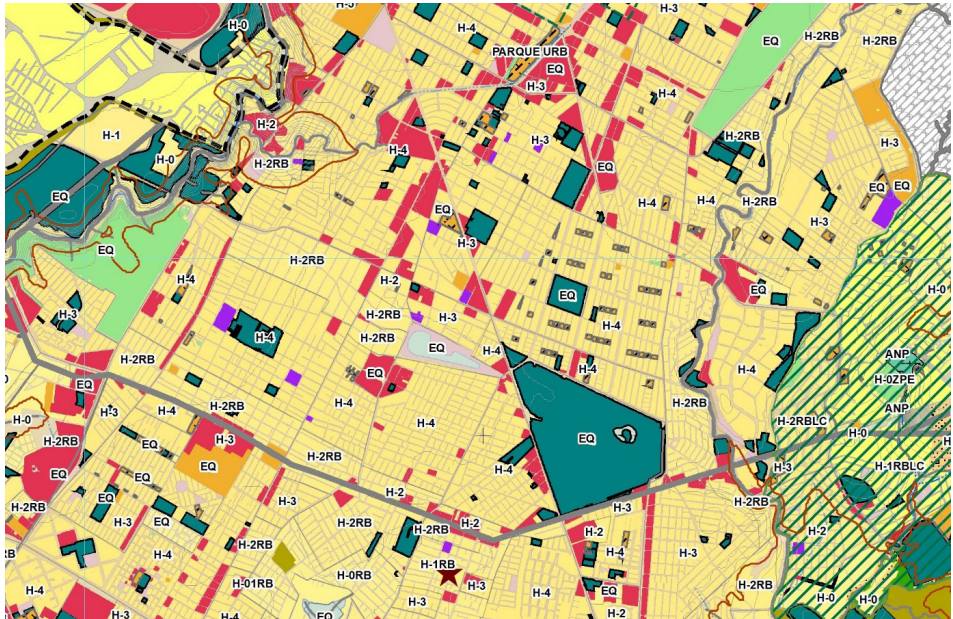 H-0
H-3
H-3
EQ
H-2RB
H-2RB
PARQUE URB
EQ
H-3
H-4
H-1
H-2
H-0
H-2RB
H-4
H-3
H-2RB
H-3
EQ
EQ
EQ
EQ
H-2RB
H-4
H-4
EQ
EQ
H-3
H-3
H-2RB
H-4
H-2
EQ
EQ
H-0
H-3
H-2RB
H-3
H-4
H-4
H-2RB
EQ
H-4
ANP
EQ
H-2RB
EQ
H-4
H-4
H-0ZPE
H-3
H-4
H-2RB
H-4
H-2RB
ANP
H-0
H-4
H-2RBLC
H-0
H
H-2RB
H-3
EQ
EQ
EQ
H-2RB
H-4
H-3
H-1RBLC
EQ
H-3
H-2
H-3
H-2RB
H-3
EQ
H-2RB
H-2RB
H-2
H-2
H-2
H-3
RB
H-4
H-2RB
H-1RB
H-4
H-4
H-01RB
H-0RB
H-3
H-4
EQ
H-2RB
H-3
H-3
H-0
H-0
H-4
EQ
H-2